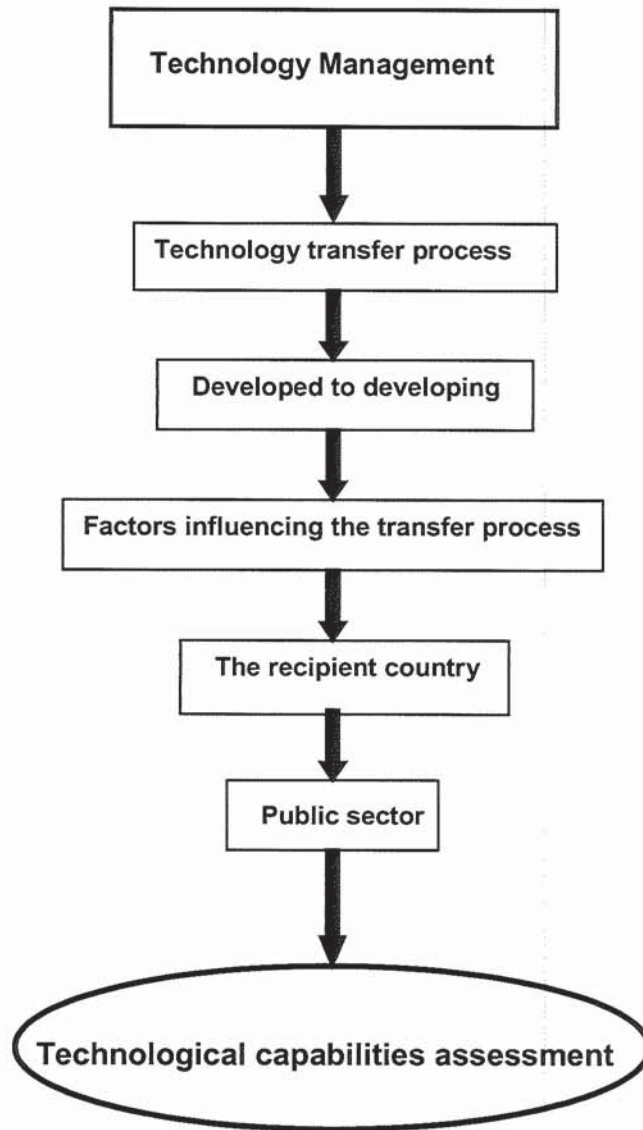 Technology Management
Technology transfer process
Developed to developing
Factors influencing the transfer process
The recipient country
Public sector
Technological capabilities assessment